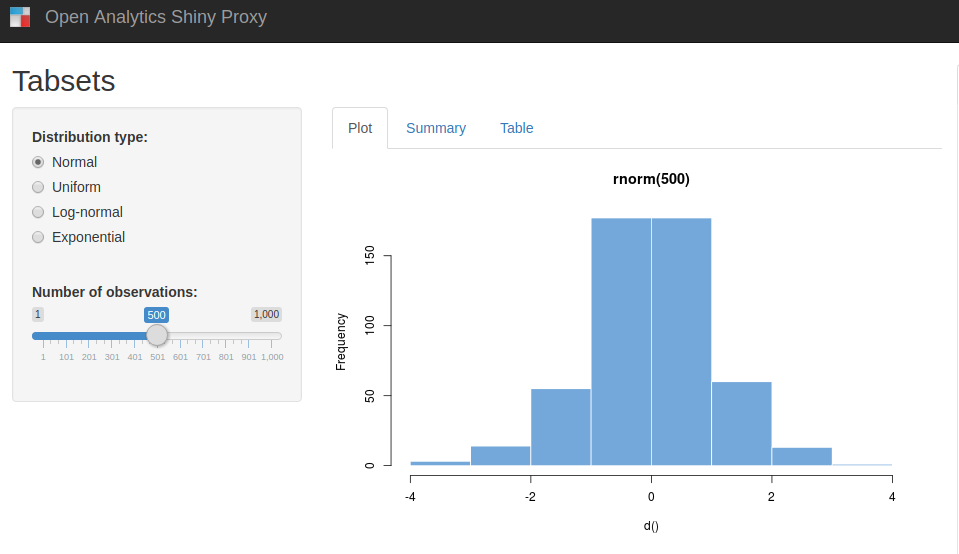 Open Analytics Shiny Proxy
Tabsets
Distribution type:
Normal
Uniform
Log-normal
Exponential
Number of observations:
1 500 1,000
1 101 201 301 401 501 601 701 801 901 1,000
Plot Summary Table
rnorm(500)
Frequency
150
100
50
0
-4 -2 0 2 4
d()